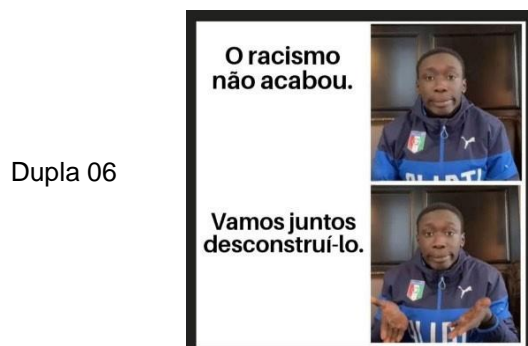 O racismo
não acabou.
Dupla 06
Vamos juntos
desconstruí-lo.